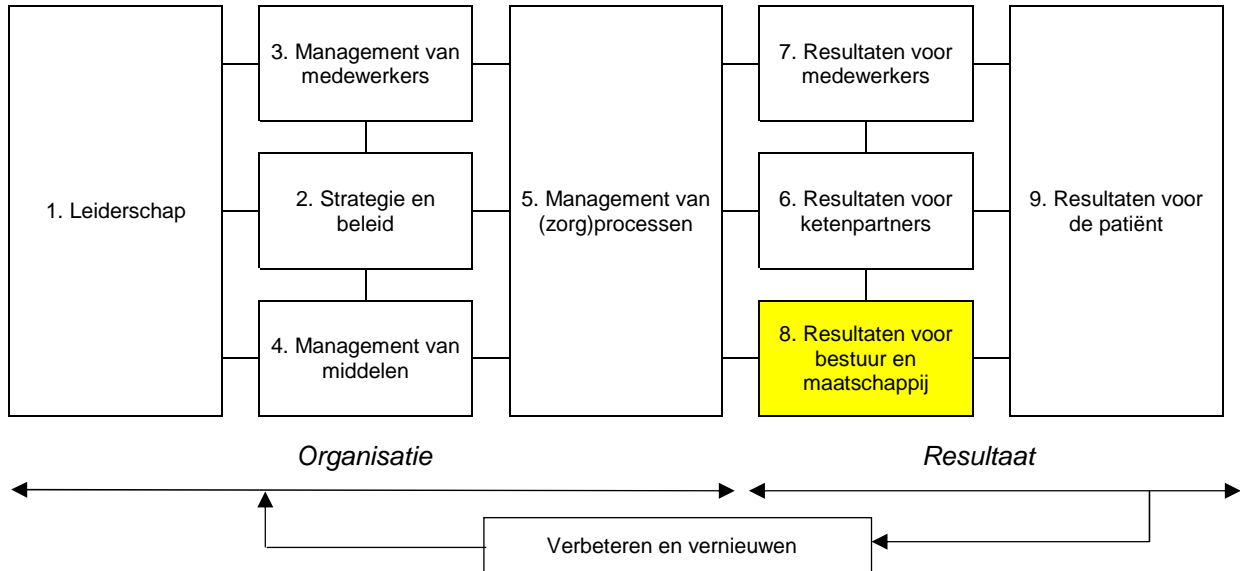 1. Leiderschap
3. Management van
medewerkers
2. Strategie en
beleid
4. Management van
middelen
5. Management van
(zorg)processen
7. Resultaten voor
medewerkers
6. Resultaten voor
ketenpartners
8. Resultaten voor
bestuur en
maatschappij
9. Resultaten voor
de patiënt
Organisatie
Resultaat
Verbeteren en vernieuwen